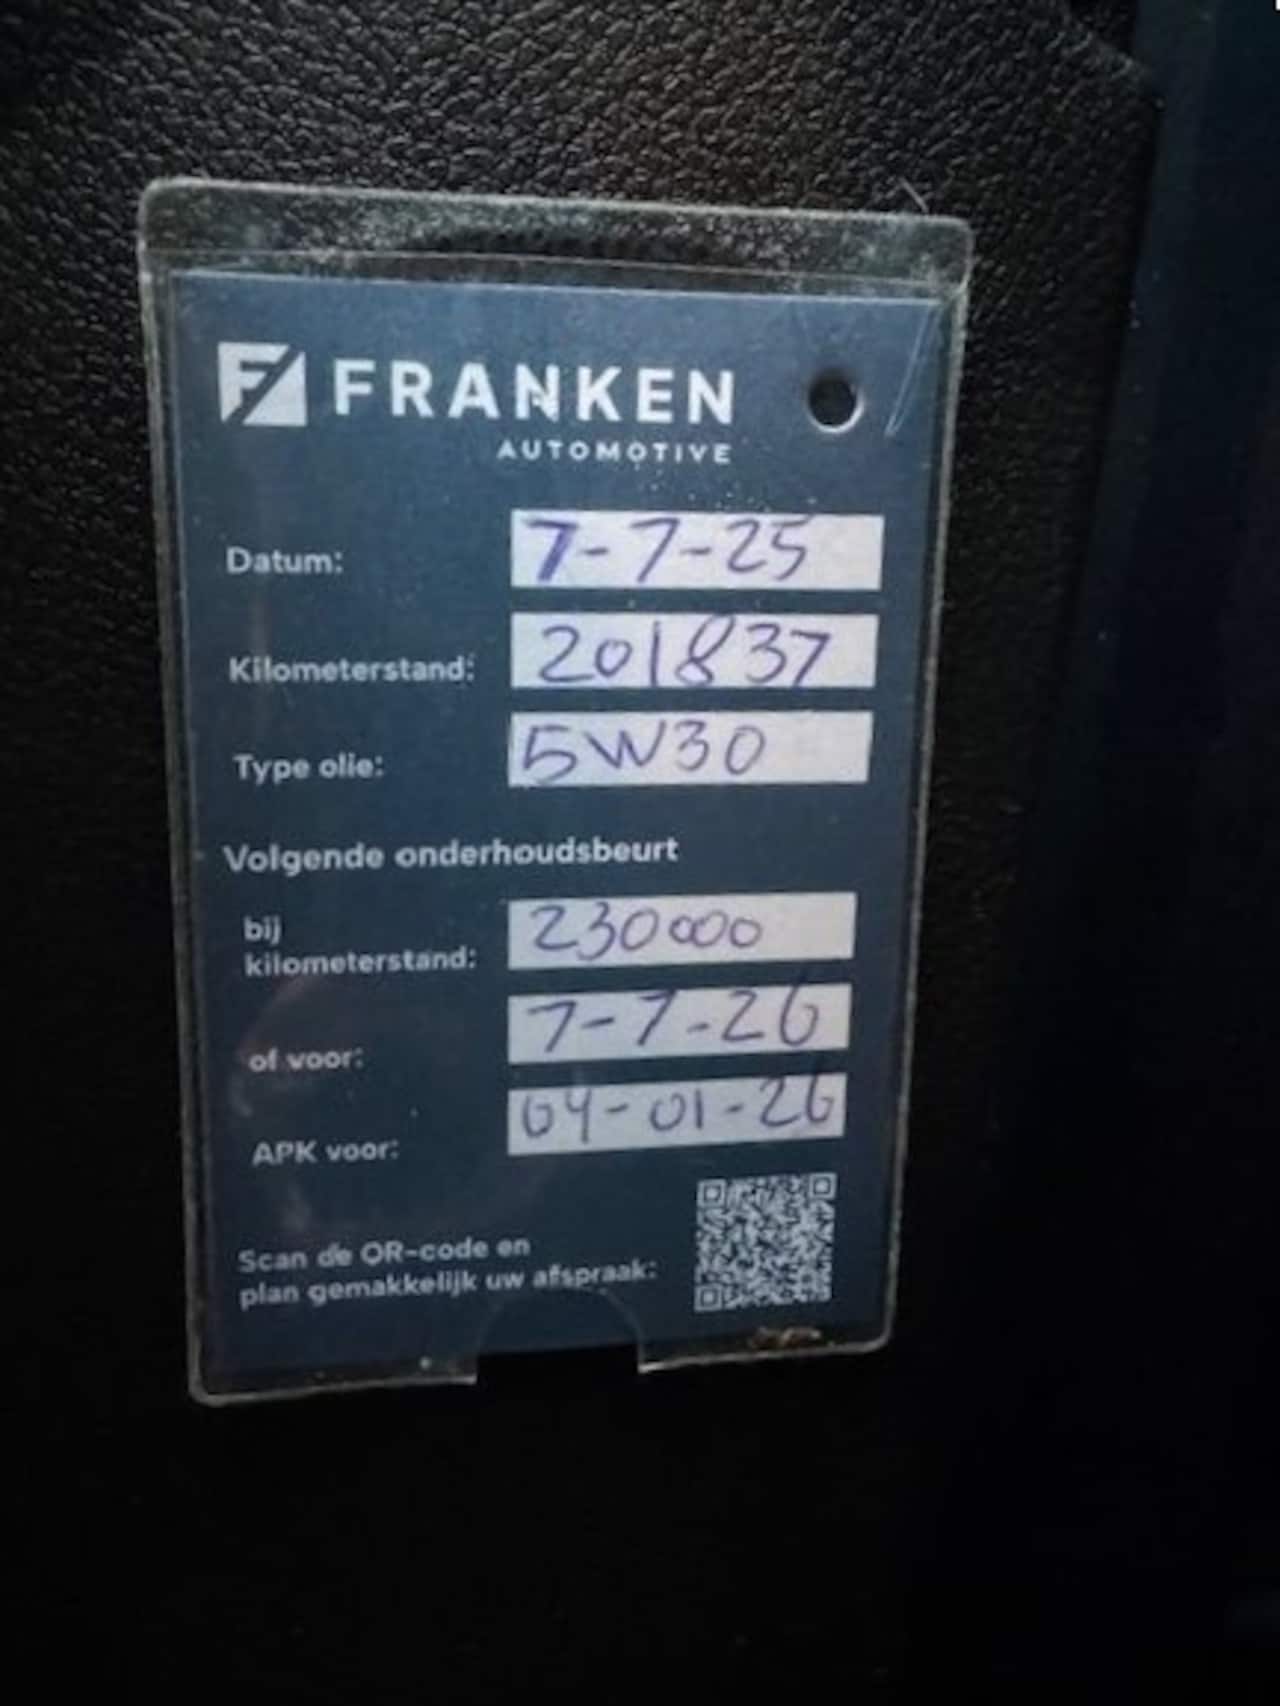 FRANKEN
AUTOMOTIVE
Datum: 7-7-25
Kilometerstand: 201837
Type olie: 5W30
Volgende onderhoudsbeurt
bij
kilometerstand: 230000
of voor: 7-7-26
APK voor: 04-01-26
Scan de QR-code en
plan gemakkelijk uw afspraak: